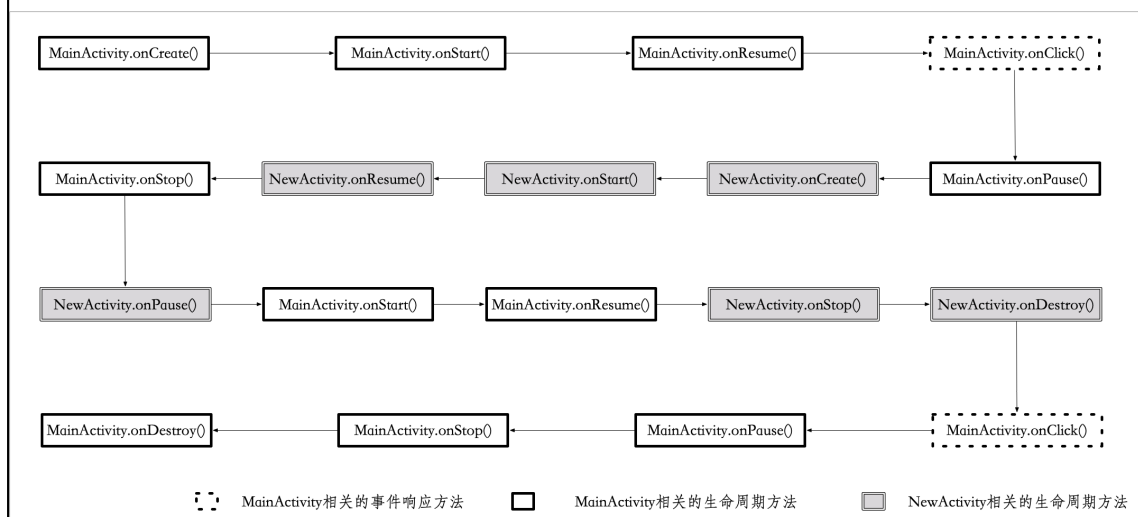 MainActivity.onCreate() MainActivity.onStart() MainActivity.onResume() MainActivity.onClick()
MainActivity.onStop() NewActivity.onResume() NewActivity.onStart() NewActivity.onCreate() MainActivity.onPause()
NewActivity.onPause() MainActivity.onStart() MainActivity.onResume() NewActivity.onStop() NewActivity.onDestroy()
MainActivity.onDestroy() MainActivity.onStop() MainActivity.onPause() MainActivity.onClick()
MainActivity相关的事件响应方法 MainActivity相关的生命周期方法 NewActivity相关的生命周期方法